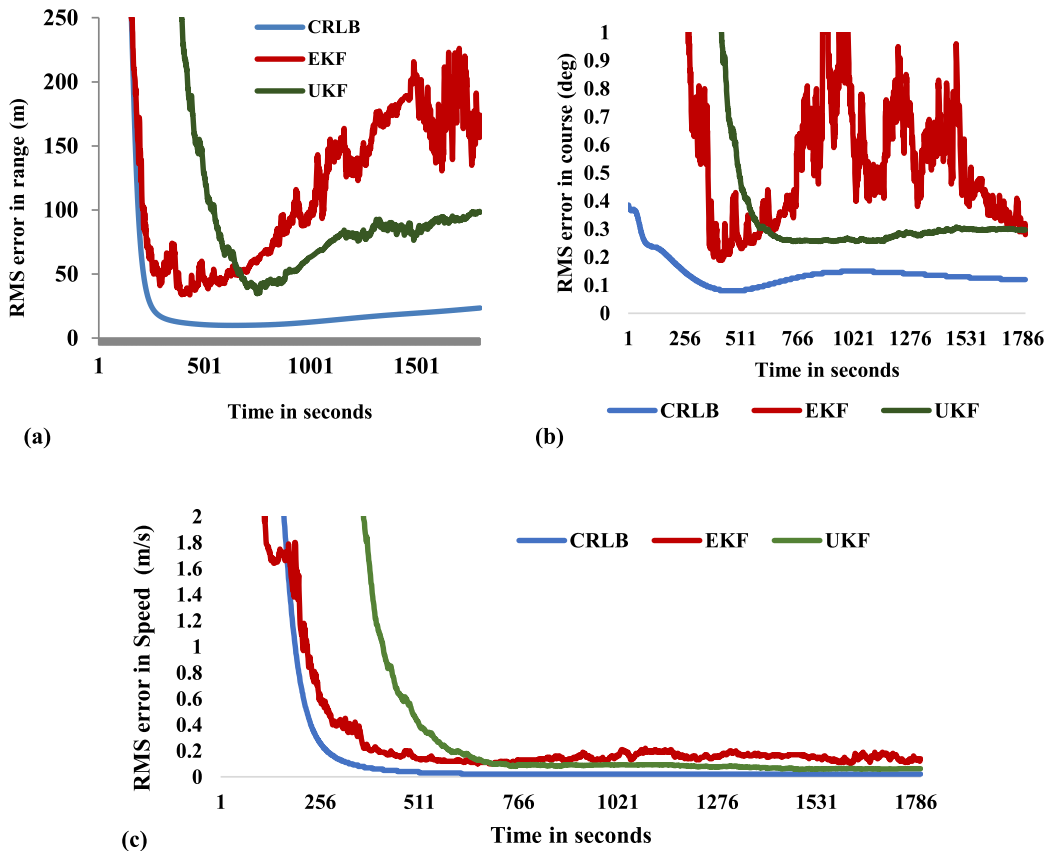 250
200
150
100
50
0
RMS error in range (m)
CRLB
EKF
UKF
1 501 1001 1501
Time in seconds
(a)
1
0.9
0.8
0.7
0.6
0.5
0.4
0.3
0.2
0.1
0
RMS error in course (deg)
1 256 511 766 1021 1276 1531 1786
Time in seconds
CRLB EKF UKF
(b)
2
1.8
1.6
1.4
1.2
1
0.8
0.6
0.4
0.2
0
RMS error in Speed (m/s)
CRLB EKF UKF
1 256 511 766 1021 1276 1531 1786
Time in seconds
(c)